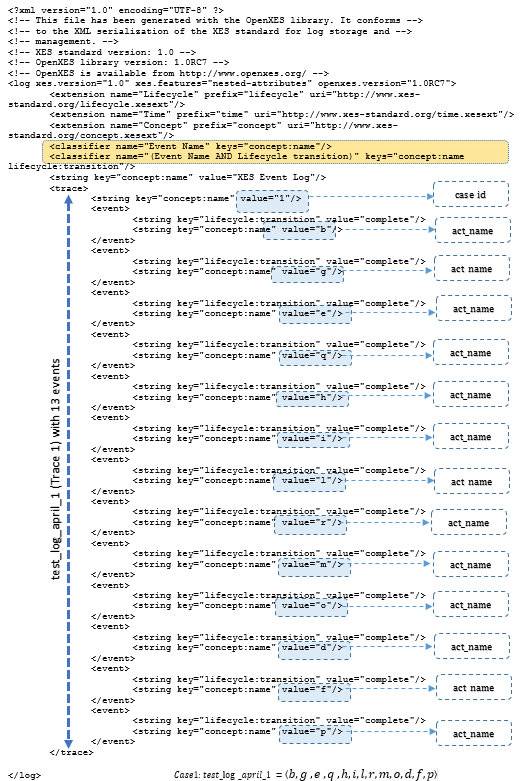 <?xml version="1.0" encoding="UTF-8" ?>
<!-- This file has been generated with the OpenXES library. It conforms -->
<!-- to the XML serialization of the XES standard for log storage and -->
<!-- management. -->
<!-- XES standard version: 1.0 -->
<!-- OpenXES library version: 1.0RC7 -->
<!-- OpenXES is available from http://www.openxes.org/ -->
<log xes.version="1.0" xes.features="nested-attributes" openxes.version="1.0RC7">
<extension name="Lifecycle" prefix="lifecycle" uri="http://www.xes-
standard.org/lifecycle.xesext"/>
<extension name="Time" prefix="time" uri="http://www.xes-standard.org/time.xesext"/>
<extension name="Concept" prefix="concept" uri="http://www.xes-
standard.org/concept.xesext"/>
<classifier name="Event Name" keys="concept:name"/>
<classifier name="(Event Name AND Lifecycle transition)" keys="concept:name
lifecycle:transition"/>
<string key="concept:name" value="XES Event Log"/>
<trace>
<string key="concept:name" value="1"/> case id
<event>
<string key="lifecycle:transition" value="complete"/>
<string key="concept:name" value="b"/> act_name
</event>
<event>
<string key="lifecycle:transition" value="complete"/>
<string key="concept:name" value="g"/> act name
</event>
<event>
<string key="lifecycle:transition" value="complete"/>
<string key="concept:name" value="e"/> act_name
</event>
<event>
<string key="lifecycle:transition" value="complete"/>
<string key="concept:name" value="q"/> act_name
</event>
<event>
<string key="lifecycle:transition" value="complete"/>
<string key="concept:name" value="h"/> act_name
</event>
<event>
<string key="lifecycle:transition" value="complete"/>
<string key="concept:name" value="i"/> act_name
</event>
<event>
<string key="lifecycle:transition" value="complete"/>
<string key="concept:name" value="l"/> act name
</event>
<event>
<string key="lifecycle:transition" value="complete"/>
<string key="concept:name" value="r"/> act_name
</event>
<event>
<string key="lifecycle:transition" value="complete"/>
<string key="concept:name" value="m"/> act_name
</event>
<event>
<string key="lifecycle:transition" value="complete"/>
<string key="concept:name" value="o"/> act_name
</event>
<event>
<string key="lifecycle:transition" value="complete"/>
<string key="concept:name" value="d"/> act_name
</event>
<event>
<string key="lifecycle:transition" value="complete"/>
<string key="concept:name" value="f"/> act name
</event>
<event>
<string key="lifecycle:transition" value="complete"/>
<string key="concept:name" value="p"/> act_name
</event>
</trace>
test_log_april_1 (Trace 1) with 13 events
</log>
Case1: test_log_april_1 = ⟨b, g, e, q, h, i, l, r, m, o, d, f, p⟩